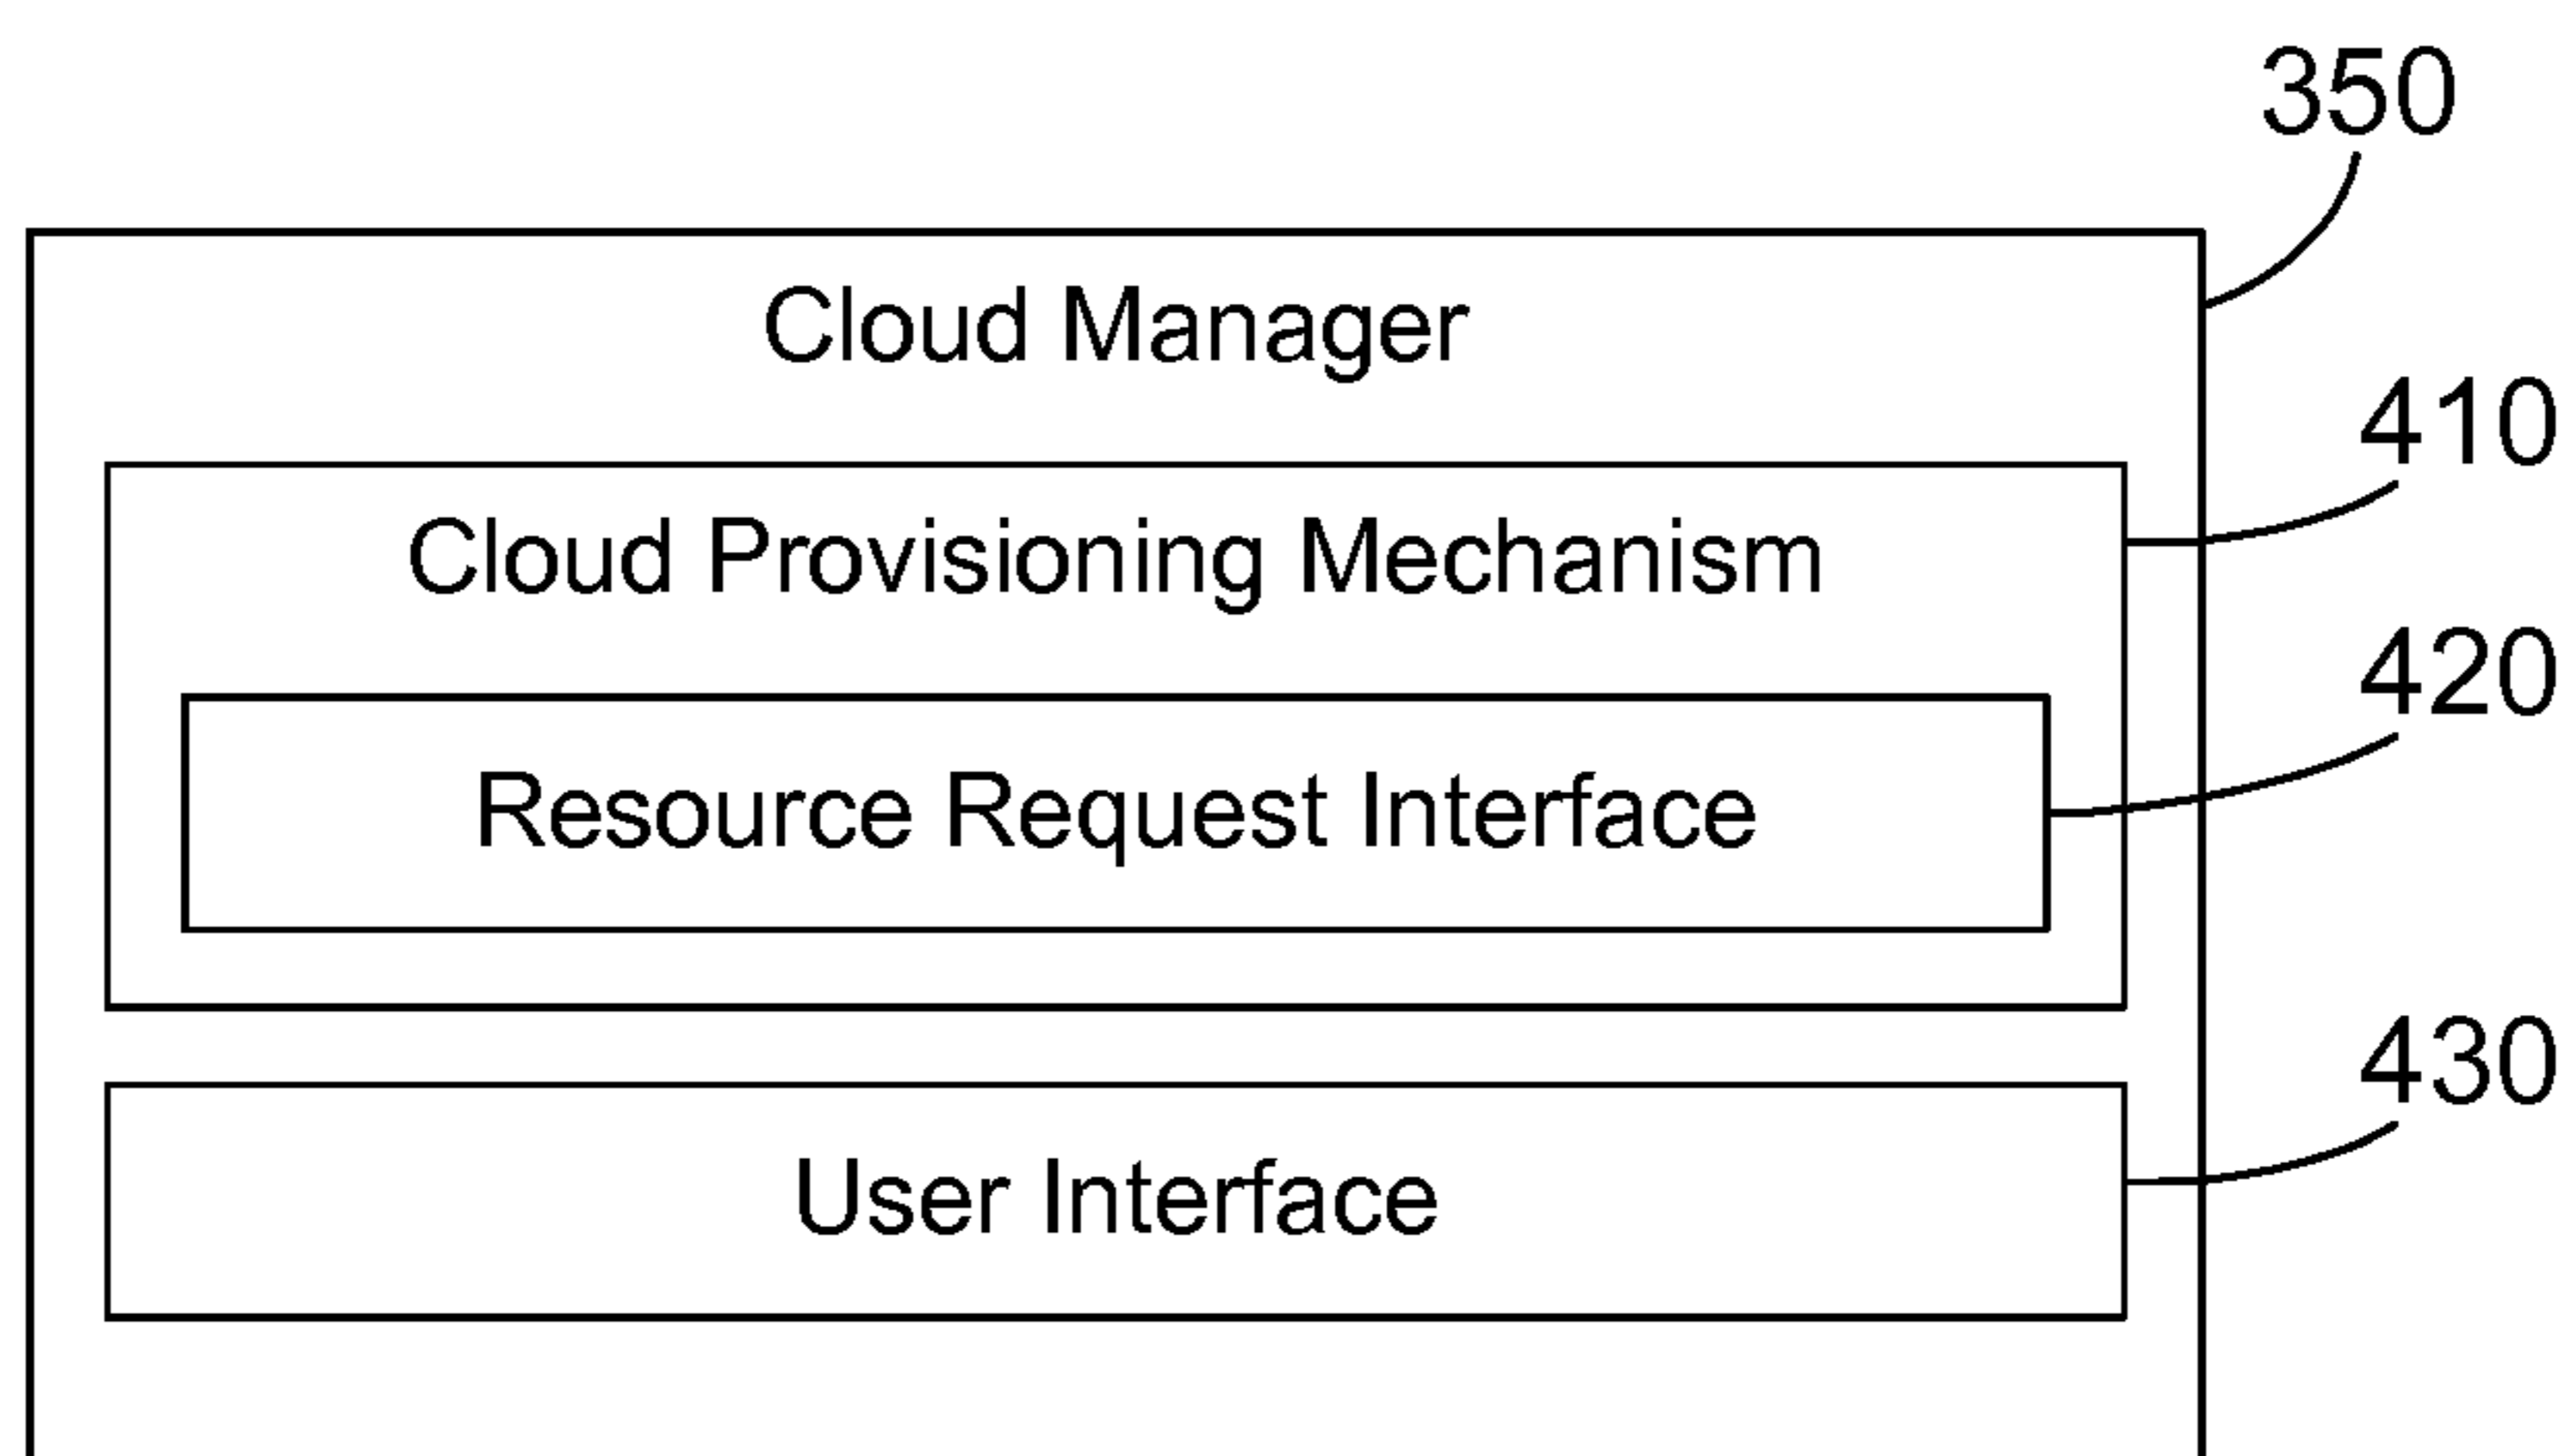 350
Cloud Manager
410
Cloud Provisioning Mechanism
420
Resource Request Interface
430
User Interface